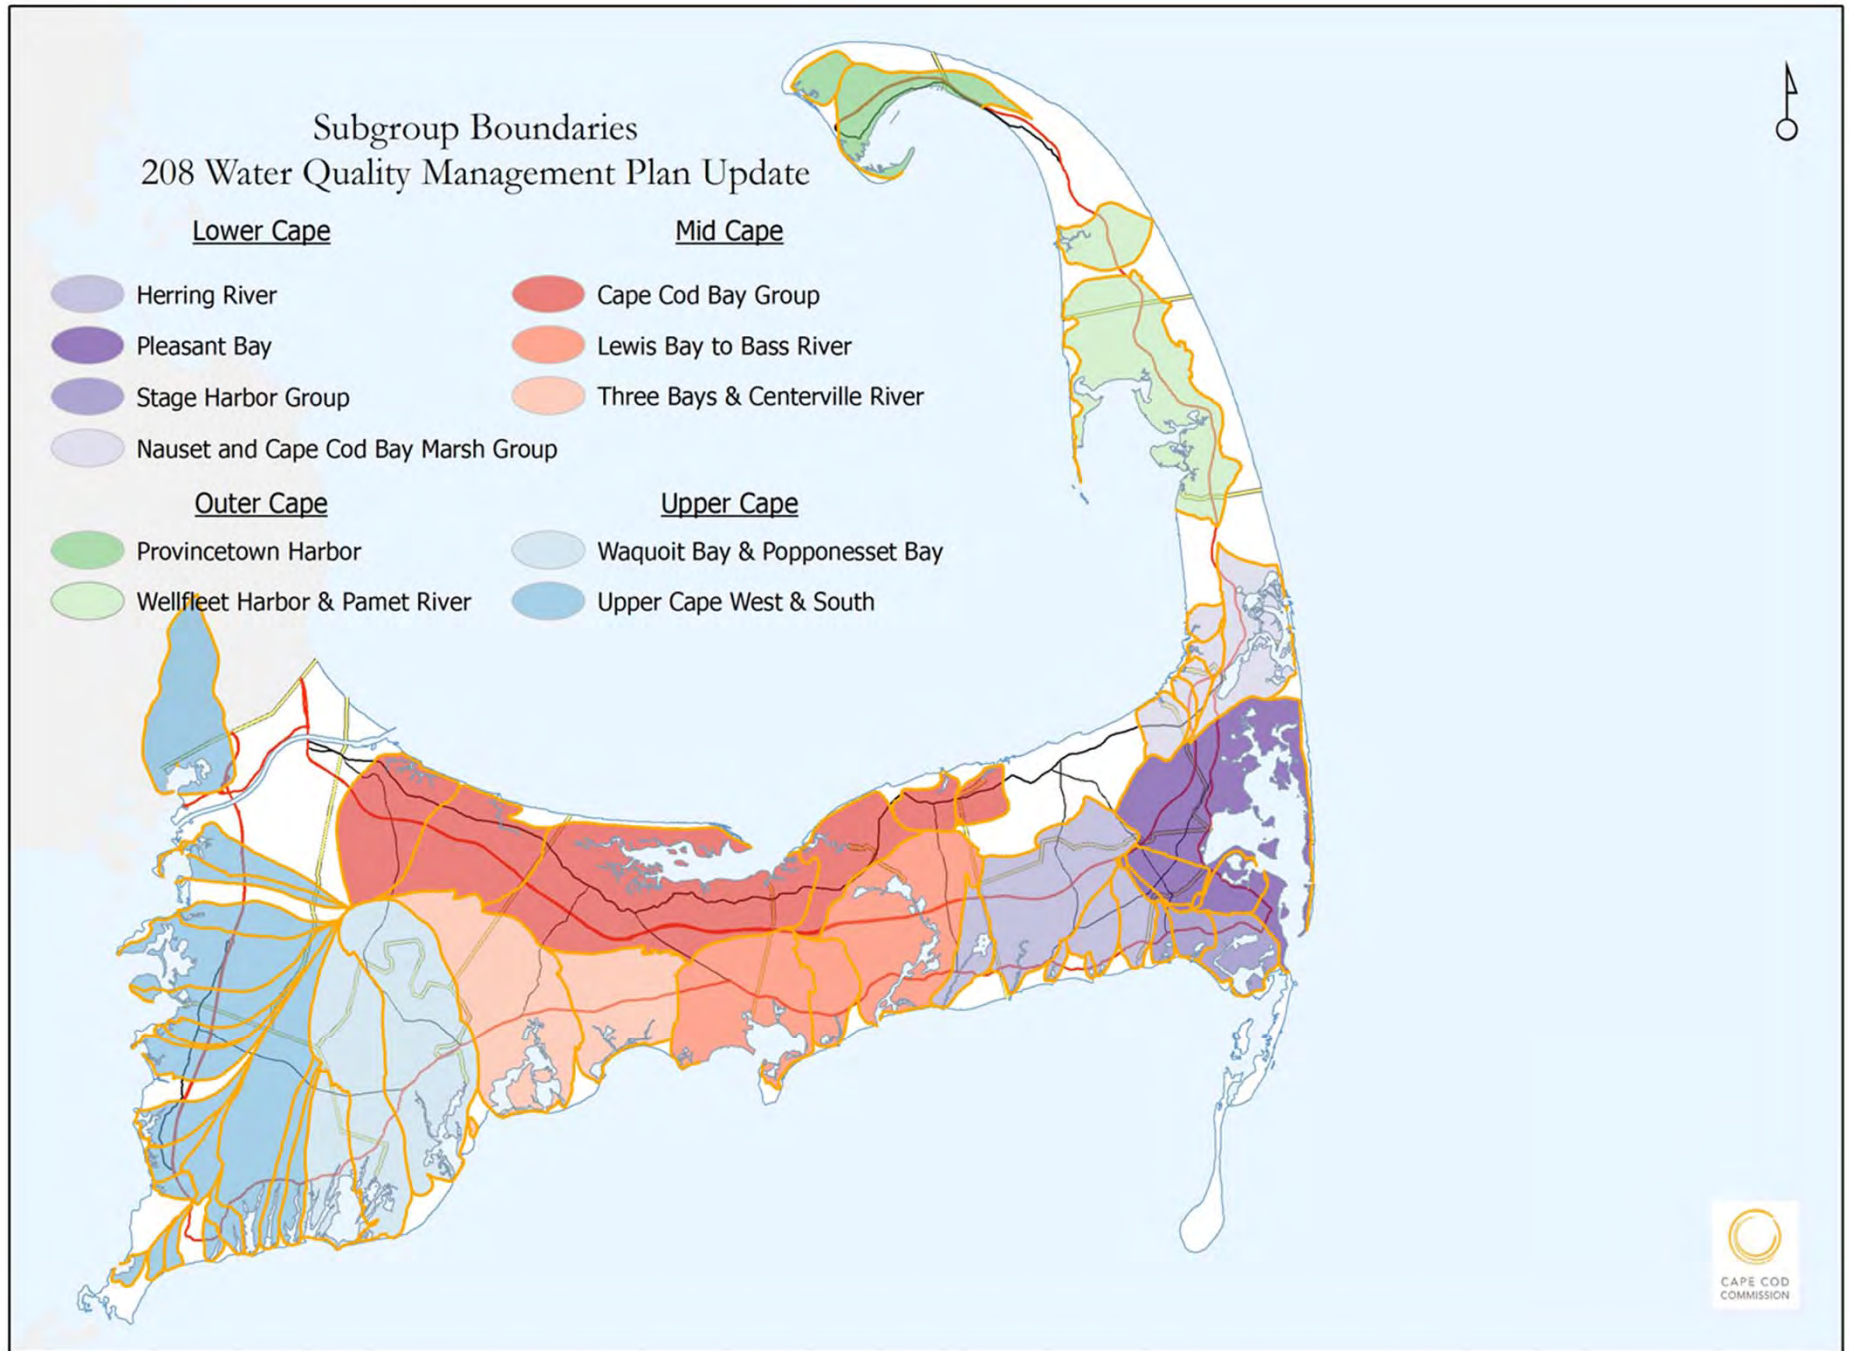 Subgroup Boundaries
208 Water Quality Management Plan Update
Lower Cape
Herring River
Pleasant Bay
Stage Harbor Group
Nauset and Cape Cod Bay Marsh Group
Mid Cape
Cape Cod Bay Group
Lewis Bay to Bass River
Three Bays & Centerville River
Outer Cape
Provincetown Harbor
Wellfleet Harbor & Pamet River
Upper Cape
Waquoit Bay & Popponesset Bay
Upper Cape West & South
CAPE COD
COMMISSION